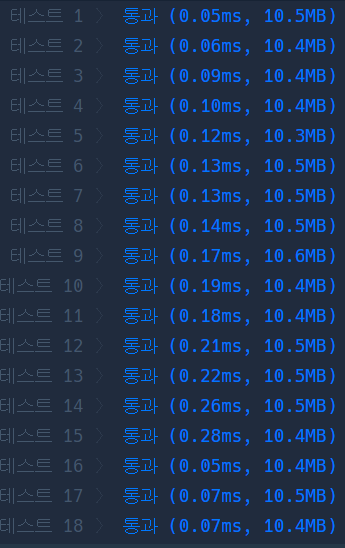 테스트 1 〉 통과 (0.05ms, 10.5MB)
테스트 2 〉 통과 (0.06ms, 10.4MB)
테스트 3 〉 통과 (0.09ms, 10.4MB)
테스트 4 〉 통과 (0.10ms, 10.4MB)
테스트 5 〉 통과 (0.12ms, 10.3MB)
테스트 6 〉 통과 (0.13ms, 10.5MB)
테스트 7 〉 통과 (0.13ms, 10.5MB)
테스트 8 〉 통과 (0.14ms, 10.5MB)
테스트 9 〉 통과 (0.17ms, 10.6MB)
테스트 10 〉 통과 (0.19ms, 10.4MB)
테스트 11 〉 통과 (0.18ms, 10.4MB)
테스트 12 〉 통과 (0.21ms, 10.5MB)
테스트 13 〉 통과 (0.22ms, 10.5MB)
테스트 14 〉 통과 (0.26ms, 10.5MB)
테스트 15 〉 통과 (0.28ms, 10.4MB)
테스트 16 〉 통과 (0.05ms, 10.4MB)
테스트 17 〉 통과 (0.07ms, 10.5MB)
테스트 18 〉 통과 (0.07ms, 10.4MB)